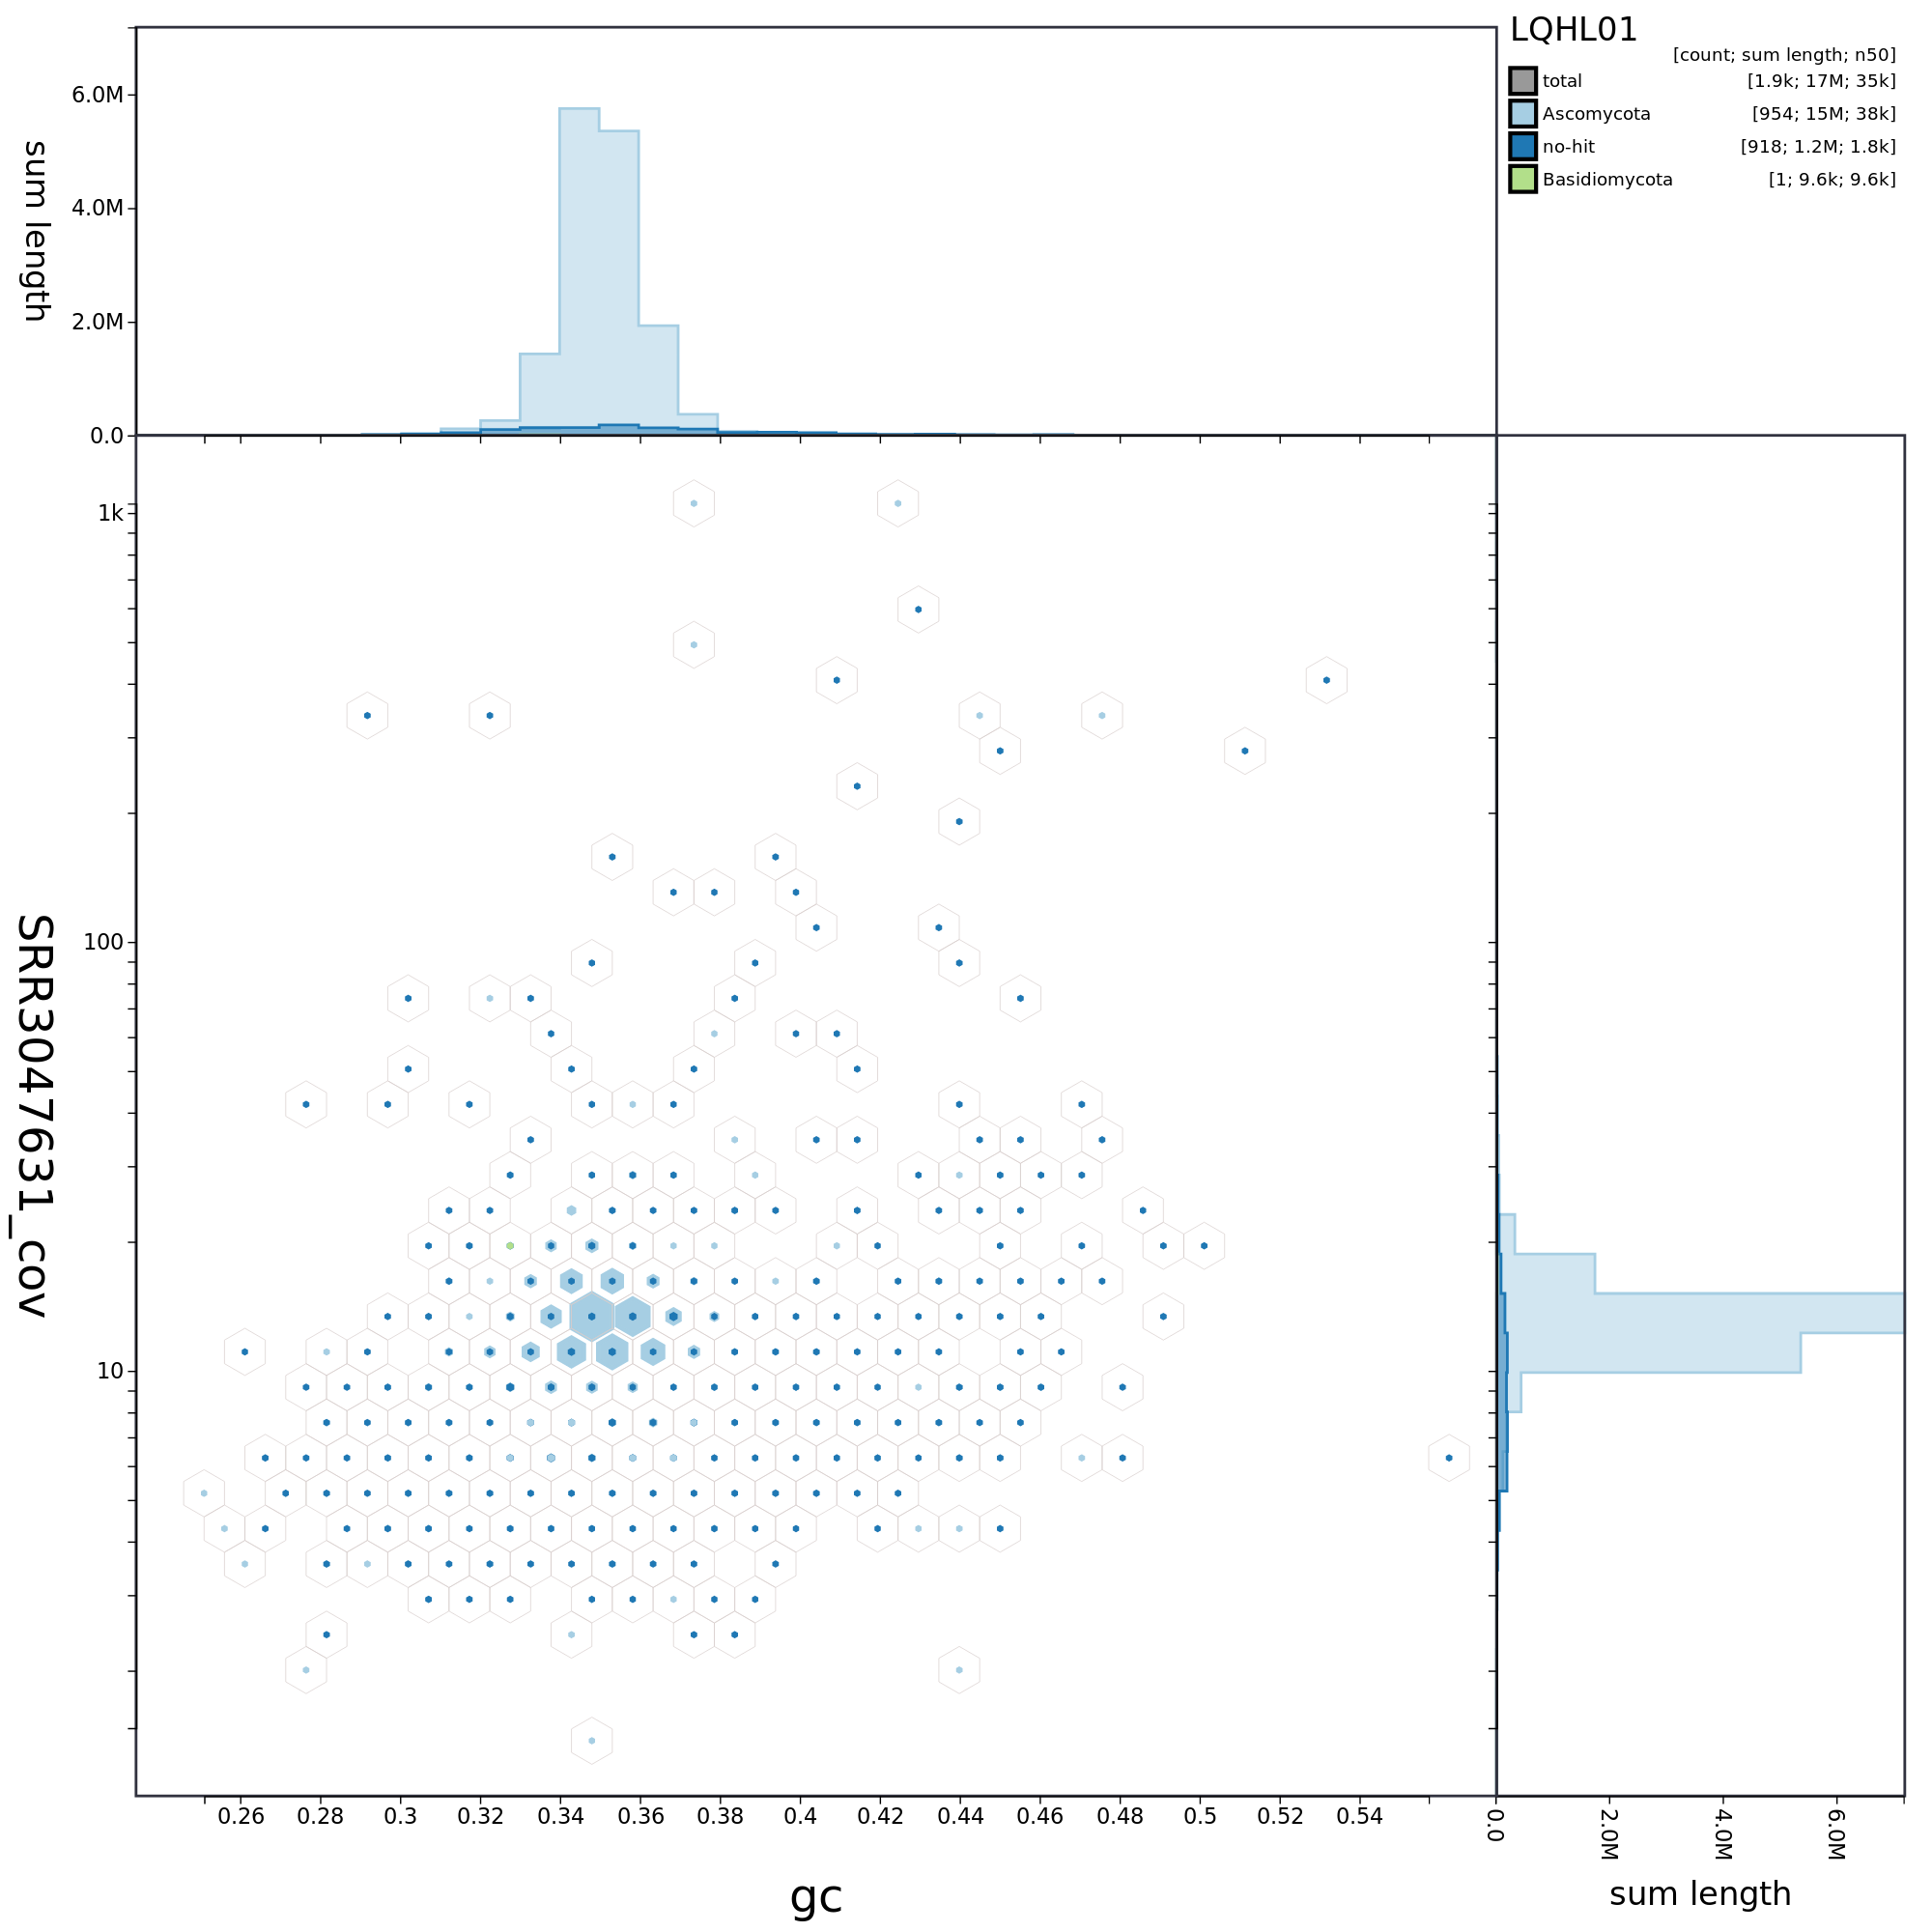 LQHL01
[count; sum length; n50]
total [1.9k; 17M; 35k]
Ascomycota [954; 15M; 38k]
no-hit [918; 1.2M; 1.8k]
Basidiomycota [1; 9.6k; 9.6k]
sum length
6.0M
4.0M
2.0M
0.0
SRR3047631_cov
1k
100
10
0.26 0.28 0.3 0.32 0.34 0.36 0.38 0.4 0.42 0.44 0.46 0.48 0.5 0.52 0.54
gc
0.0 2.0M 4.0M 6.0M
sum length